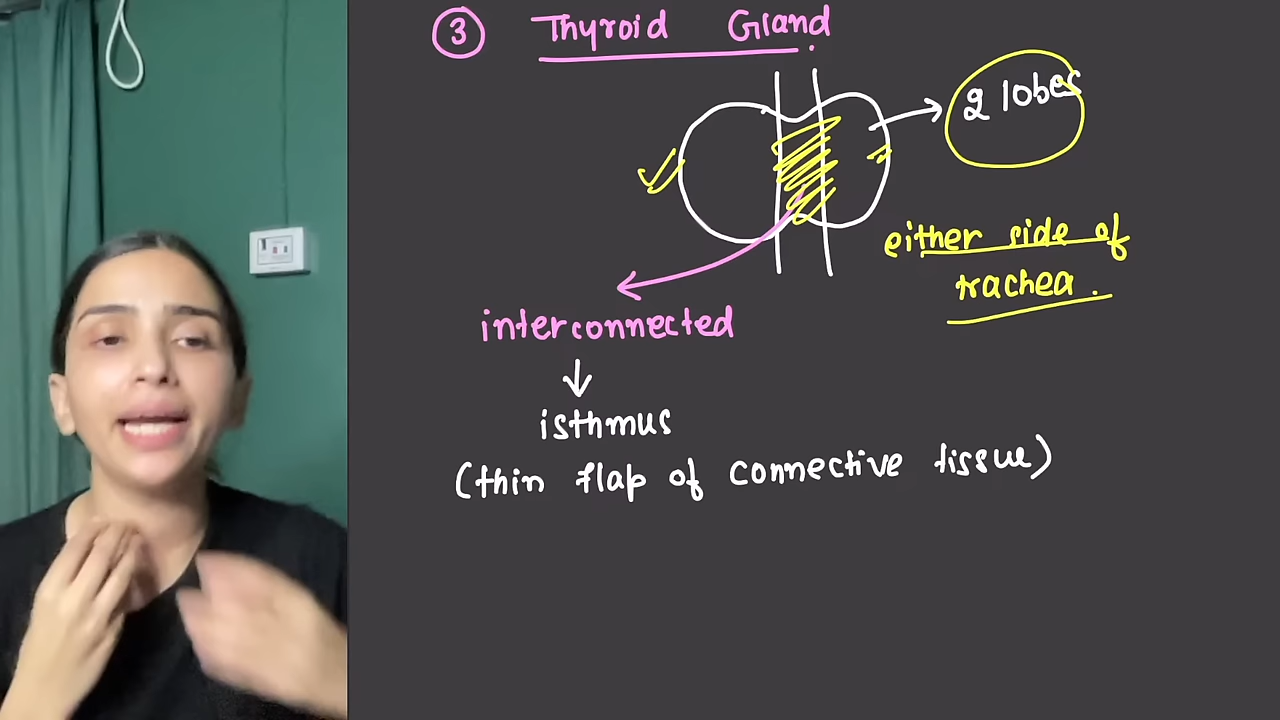 3 Thyroid Gland.
2 lobes
either side of
trachea.
interconnected
isthmus
(thin flap of connective tissue)